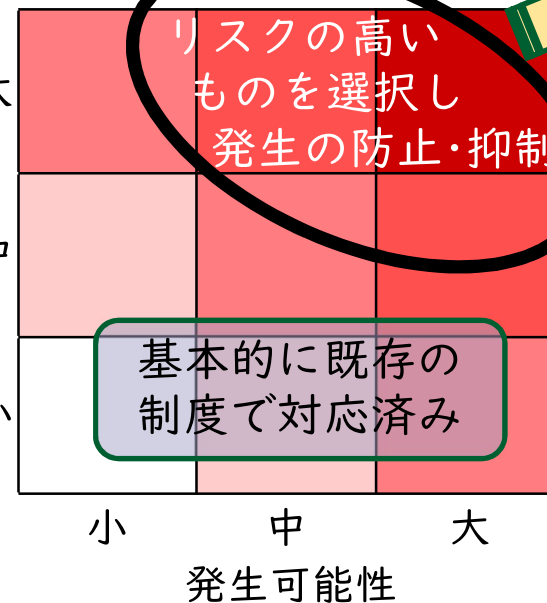 リスクの高い
ものを選択し
発生の防止・抑制
基本的に既存の
制度で対応済み
小 中 大
発生可能性